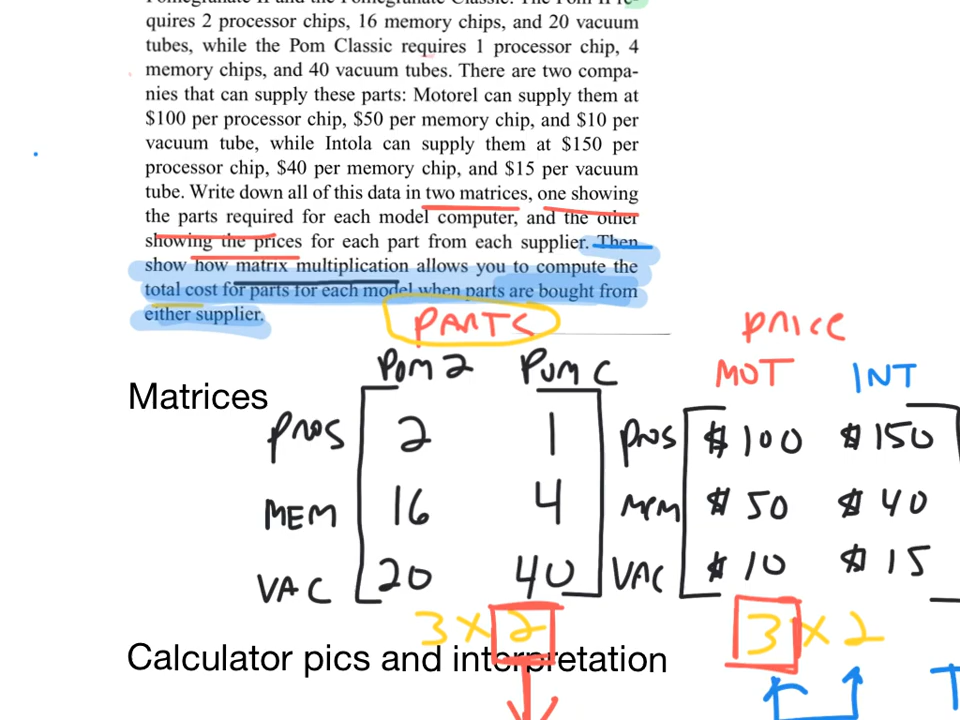 quires 2 processor chips, 16 memory chips, and 20 vacuum
tubes, while the Pom Classic requires 1 processor chip, 4
memory chips, and 40 vacuum tubes. There are two compa-
nies that can supply these parts: Motorel can supply them at
$100 per processor chip, $50 per memory chip, and $10 per
vacuum tube, while Intola can supply them at $150 per
processor chip, $40 per memory chip, and $15 per vacuum
tube. Write down all of this data in two matrices, one showing
the parts required for each model computer, and the other
showing the prices for each part from each supplier. Then
show how matrix multiplication allows you to compute the
total cost for parts for each model when parts are bought from
either supplier.
PARTS
PRICE
Matrices
POM 2 POM C
MOT INT
PROS 2 1 PROS $100 $150
MEM 16 4 MEM $50 $40
VAC 20 40 VAC $10 $15
3 × 2 3 × 2
Calculator pics and interpretation